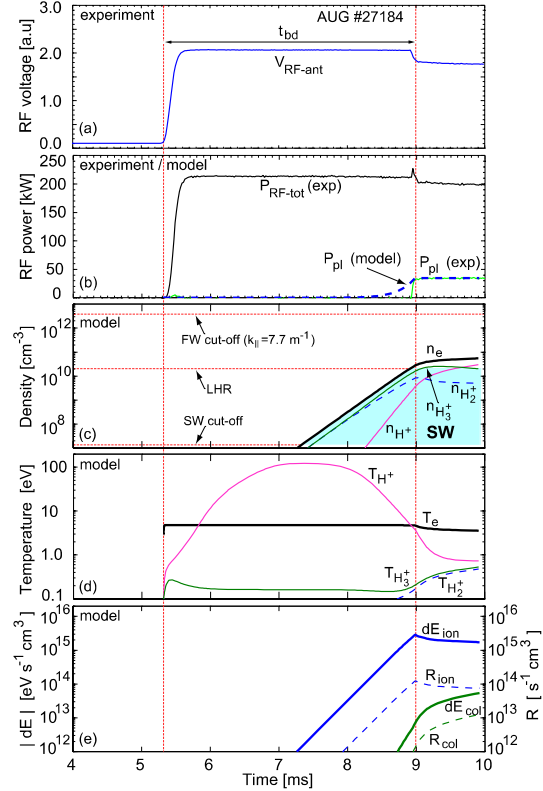 experiment
AUG #27184
3.0
2.0
1.0
0.0
RF voltage [a.u]
t_bd
V_RF-ant
(a)
experiment / model
250
200
150
100
50
0
RF power [kW]
P_RF-tot (exp)
P_pl (model)
P_pl (exp)
(b)
model
10^12
10^10
10^8
Density [cm^-3]
FW cut-off (k_|| =7.7 m^-1)
LHR
SW cut-off
n_e
n_H2^+
n_H3^+
n_H^+
SW
(c)
model
100
10
1.0
0.1
Temperature [eV]
T_H^+
T_e
T_H3^+
T_H2^+
(d)
model
10^16
10^15
10^14
10^13
10^12
| dE | [eV s^-1 cm^3]
10^16
10^15
10^14
10^13
10^12
R [ s^-1 cm^3]
dE_ion
R_ion
dE_col
R_col
(e)
4 5 6 7 8 9 10
Time [ms]